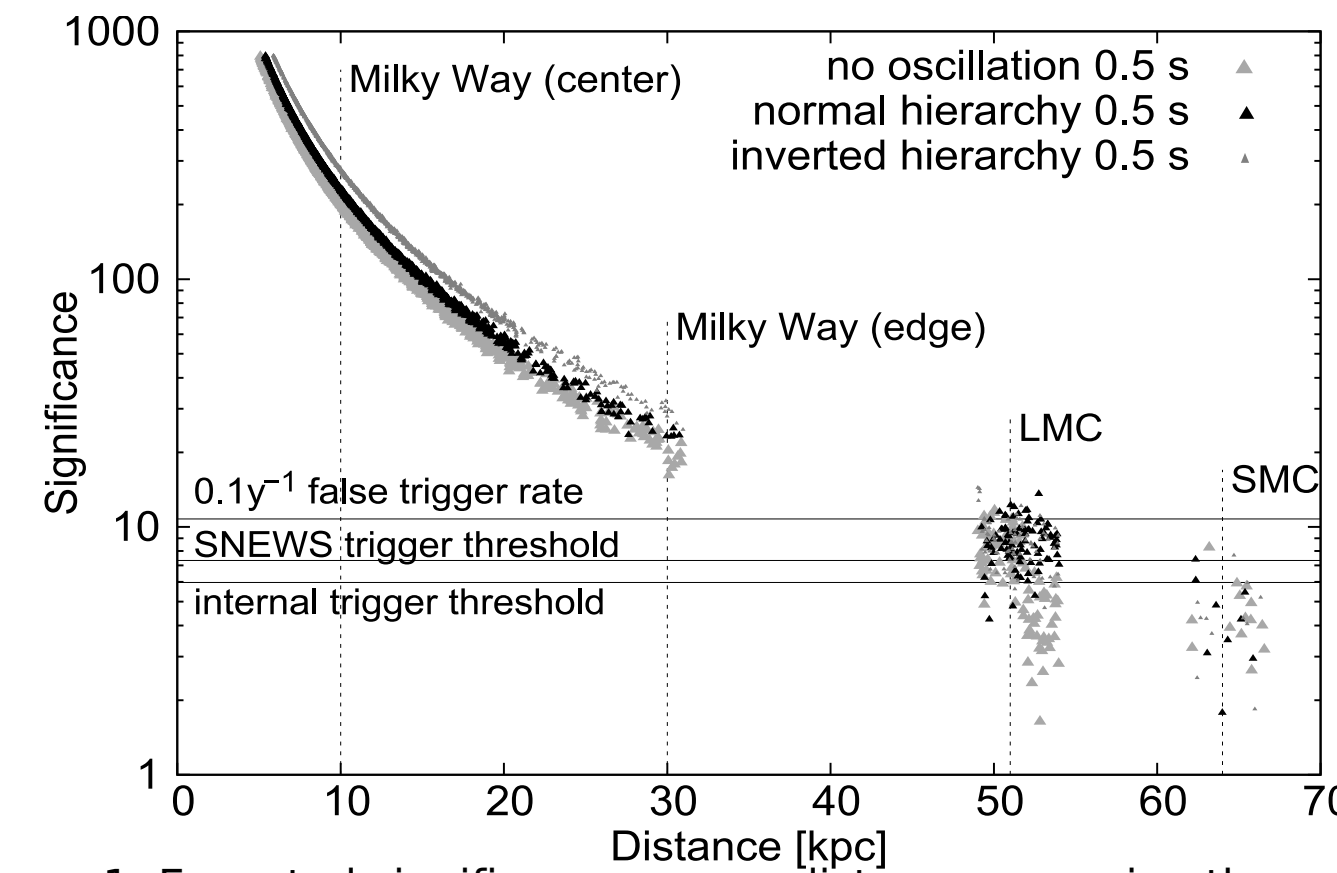 1000
Milky Way (center)
no oscillation 0.5 s
normal hierarchy 0.5 s
inverted hierarchy 0.5 s
100
Significance
Milky Way (edge)
LMC
SMC
0.1y⁻¹ false trigger rate
10
SNEWS trigger threshold
internal trigger threshold
1
0 10 20 30 40 50 60 70
Distance [kpc]